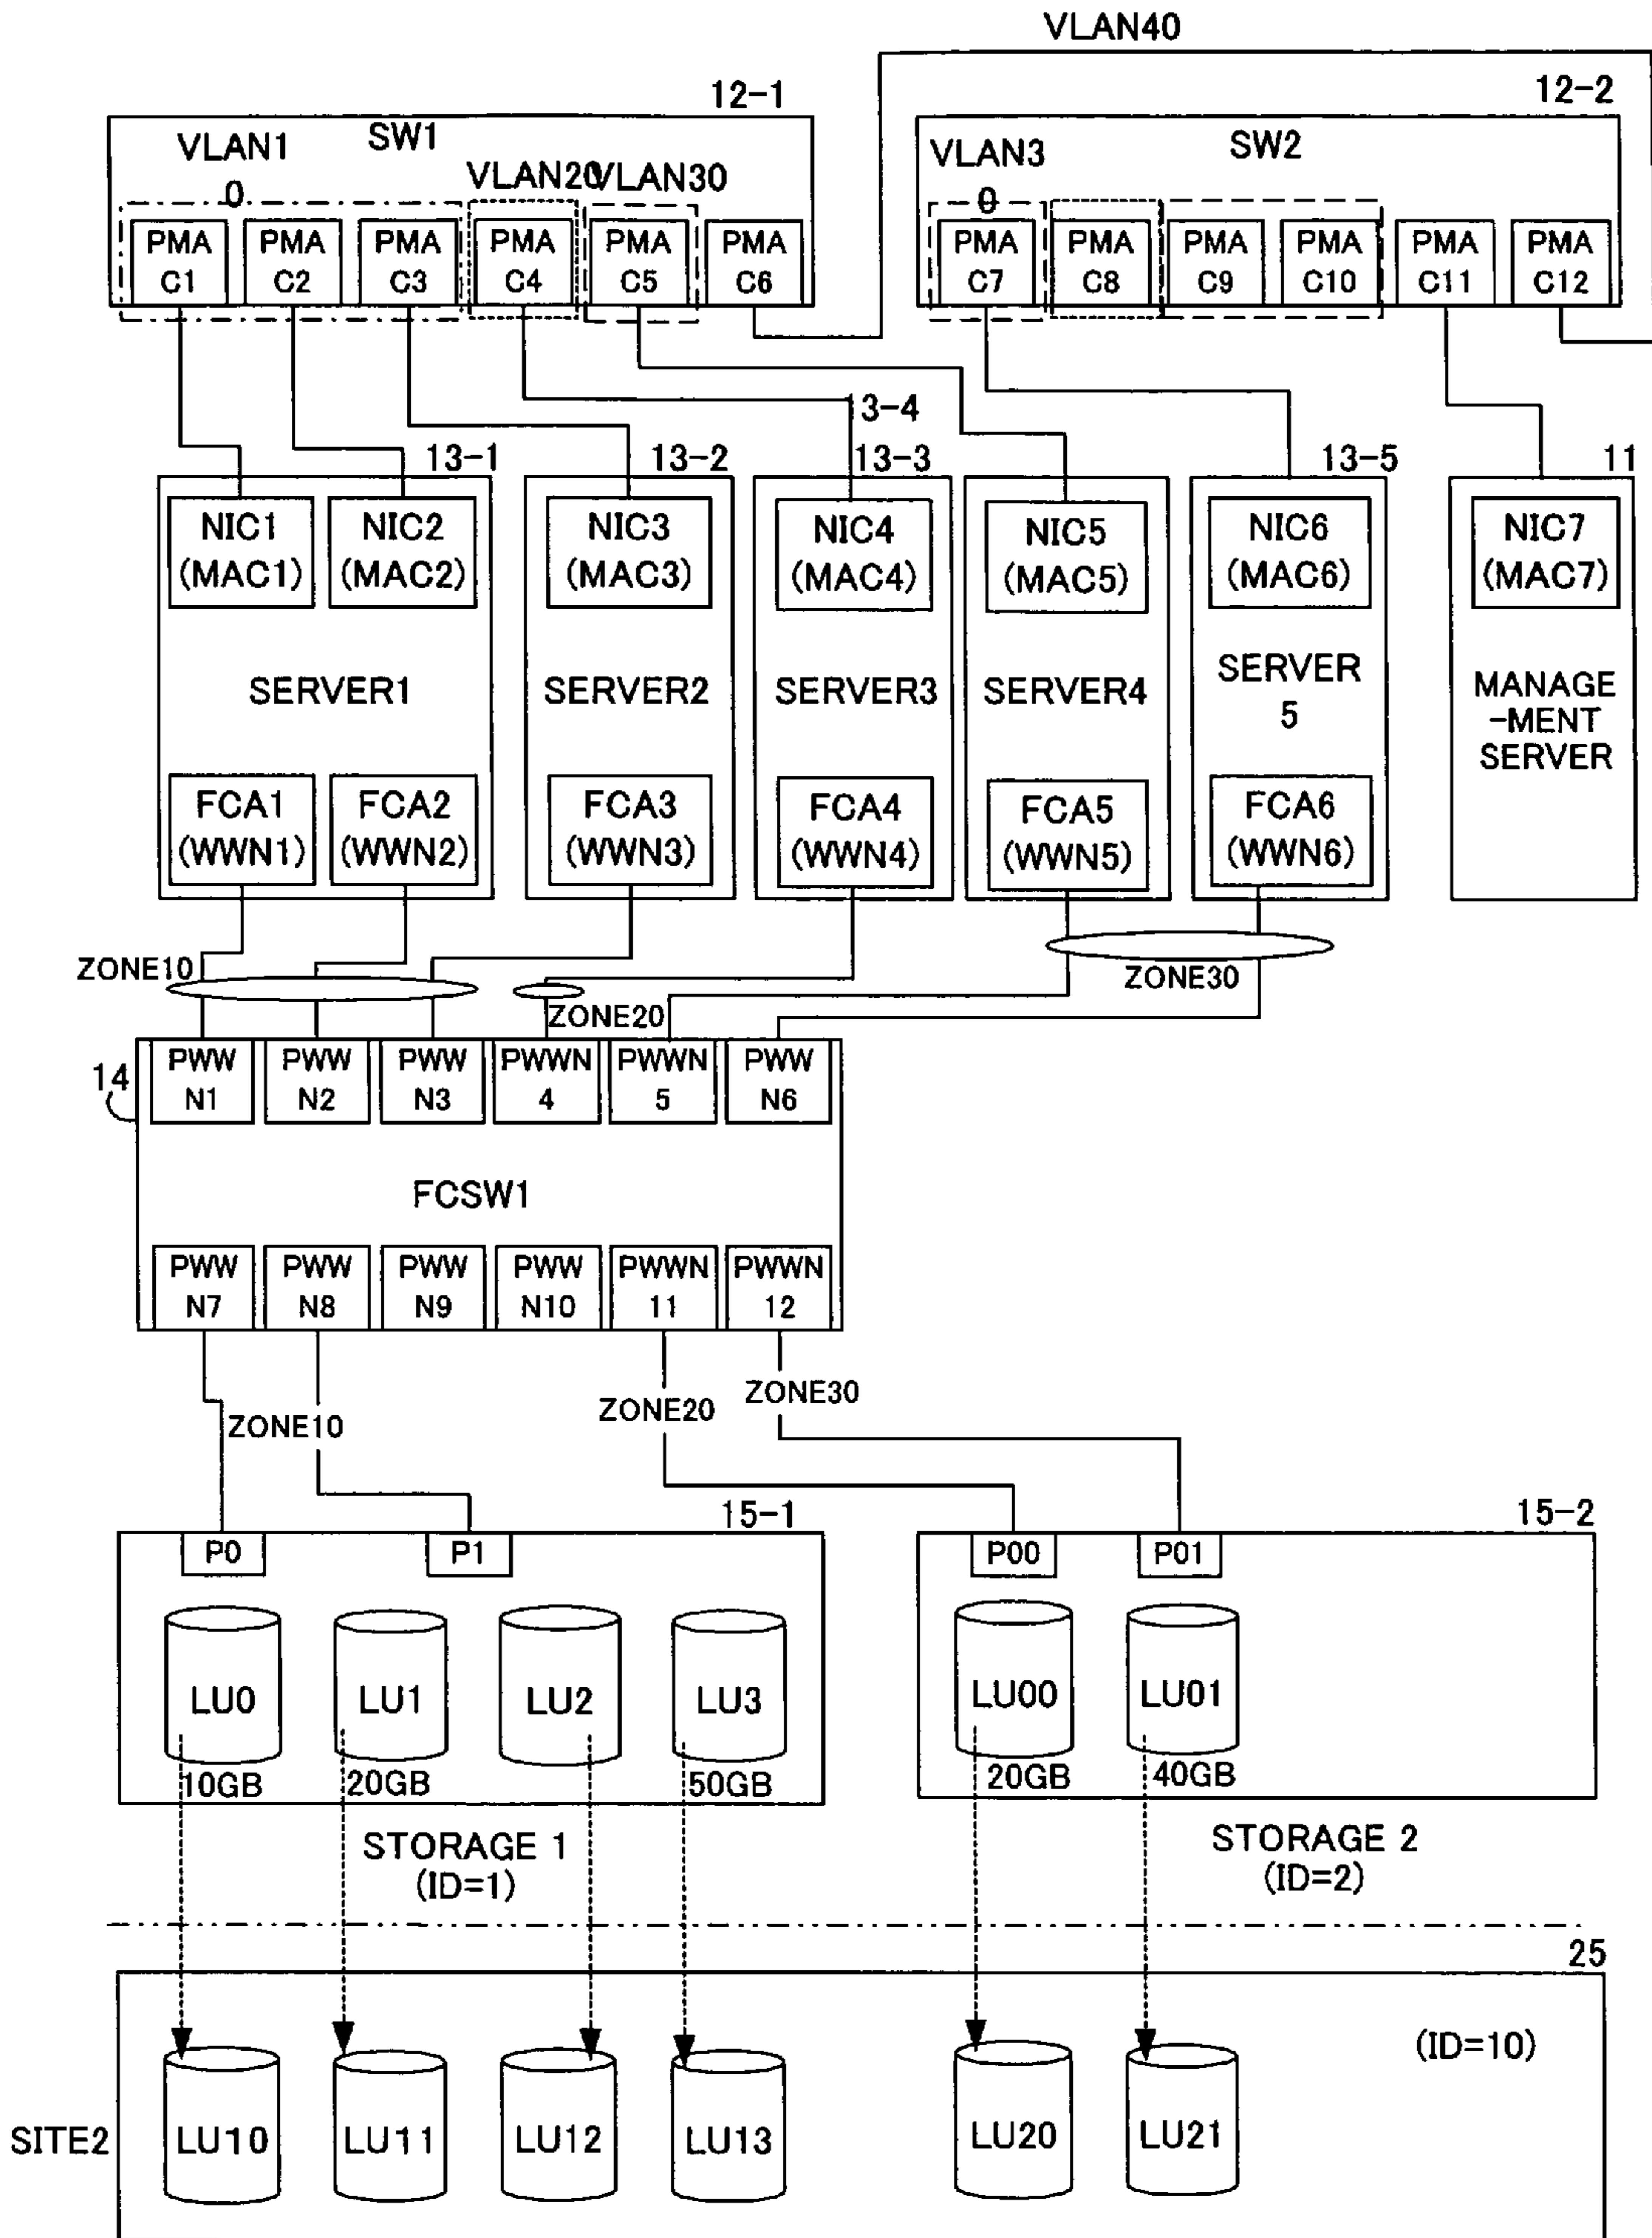 VLAN40
12-1
12-2
VLAN1
0
SW1
VLAN20
VLAN30
VLAN3
0
SW2
PMA
C1
PMA
C2
PMA
C3
PMA
C4
PMA
C5
PMA
C6
PMA
C7
PMA
C8
PMA
C9
PMA
C10
PMA
C11
PMA
C12
3-4
13-1
13-2
13-3
13-5
11
NIC1
(MAC1)
NIC2
(MAC2)
NIC3
(MAC3)
NIC4
(MAC4)
NIC5
(MAC5)
NIC6
(MAC6)
NIC7
(MAC7)
SERVER1
SERVER2
SERVER3
SERVER4
SERVER
5
MANAGE
-MENT
SERVER
FCA1
(WWN1)
FCA2
(WWN2)
FCA3
(WWN3)
FCA4
(WWN4)
FCA5
(WWN5)
FCA6
(WWN6)
ZONE10
ZONE20
ZONE30
14
PWW
N1
PWW
N2
PWW
N3
PWWN
4
PWWN
5
PWW
N6
FCSW1
PWW
N7
PWW
N8
PWW
N9
PWW
N10
PWWN
11
PWWN
12
ZONE10
ZONE20
ZONE30
15-1
15-2
P0
P1
P00
P01
LU0
LU1
LU2
LU3
LU00
LU01
10GB
20GB
50GB
20GB
40GB
STORAGE 1
(ID=1)
STORAGE 2
(ID=2)
25
(ID=10)
SITE2
LU10
LU11
LU12
LU13
LU20
LU21